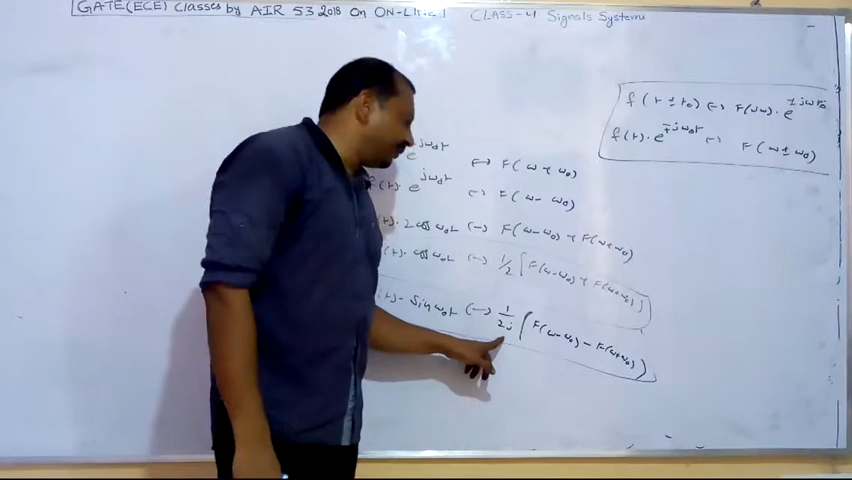 GATE(ECE) Classes by AIR 53 2018 on ON-LINE
CLASS-4 Signals Systems
f(t±t0) ↔ F(jω)·e^±jωt0
f(t)·e^∓jω0t ↔ F(ω±ω0)
e^jω0t ↔ F(ω+ω0)
(t)·e^jω0t ↔ F(ω-ω0)
(t)·2cos ω0t ↔ F(ω-ω0)+F(ω+ω0)
(t)·cos ω0t ↔ 1/2[F(ω-ω0)+F(ω+ω0)]
(t)·Sin ω0t ↔ 1/2j[F(ω-ω0)-F(ω+ω0)]